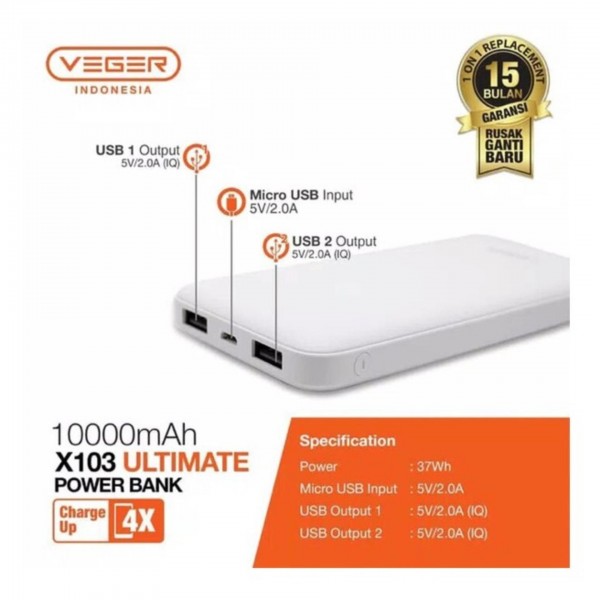 VEGER
INDONESIA
1 ON 1 REPLACEMENT
15
BULAN
GARANSI
RUSAK
GANTI
BARU
USB 1 Output
5V/2.0A (IQ)
Micro USB Input
5V/2.0A
USB 2 Output
5V/2.0A (IQ)
10000mAh
X103 ULTIMATE
POWER BANK
Charge
Up
4X
Specification
Power : 37Wh
Micro USB Input : 5V/2.0A
USB Output 1 : 5V/2.0A (IQ)
USB Output 2 : 5V/2.0A (IQ)